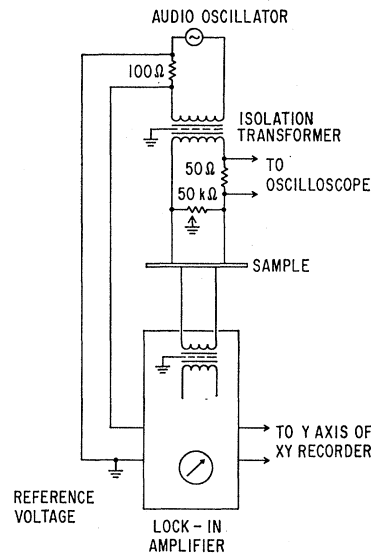 AUDIO OSCILLATOR
100Ω
ISOLATION
TRANSFORMER
50Ω
TO
OSCILLOSCOPE
50 kΩ
SAMPLE
TO Y AXIS OF
XY RECORDER
REFERENCE
VOLTAGE
LOCK-IN
AMPLIFIER